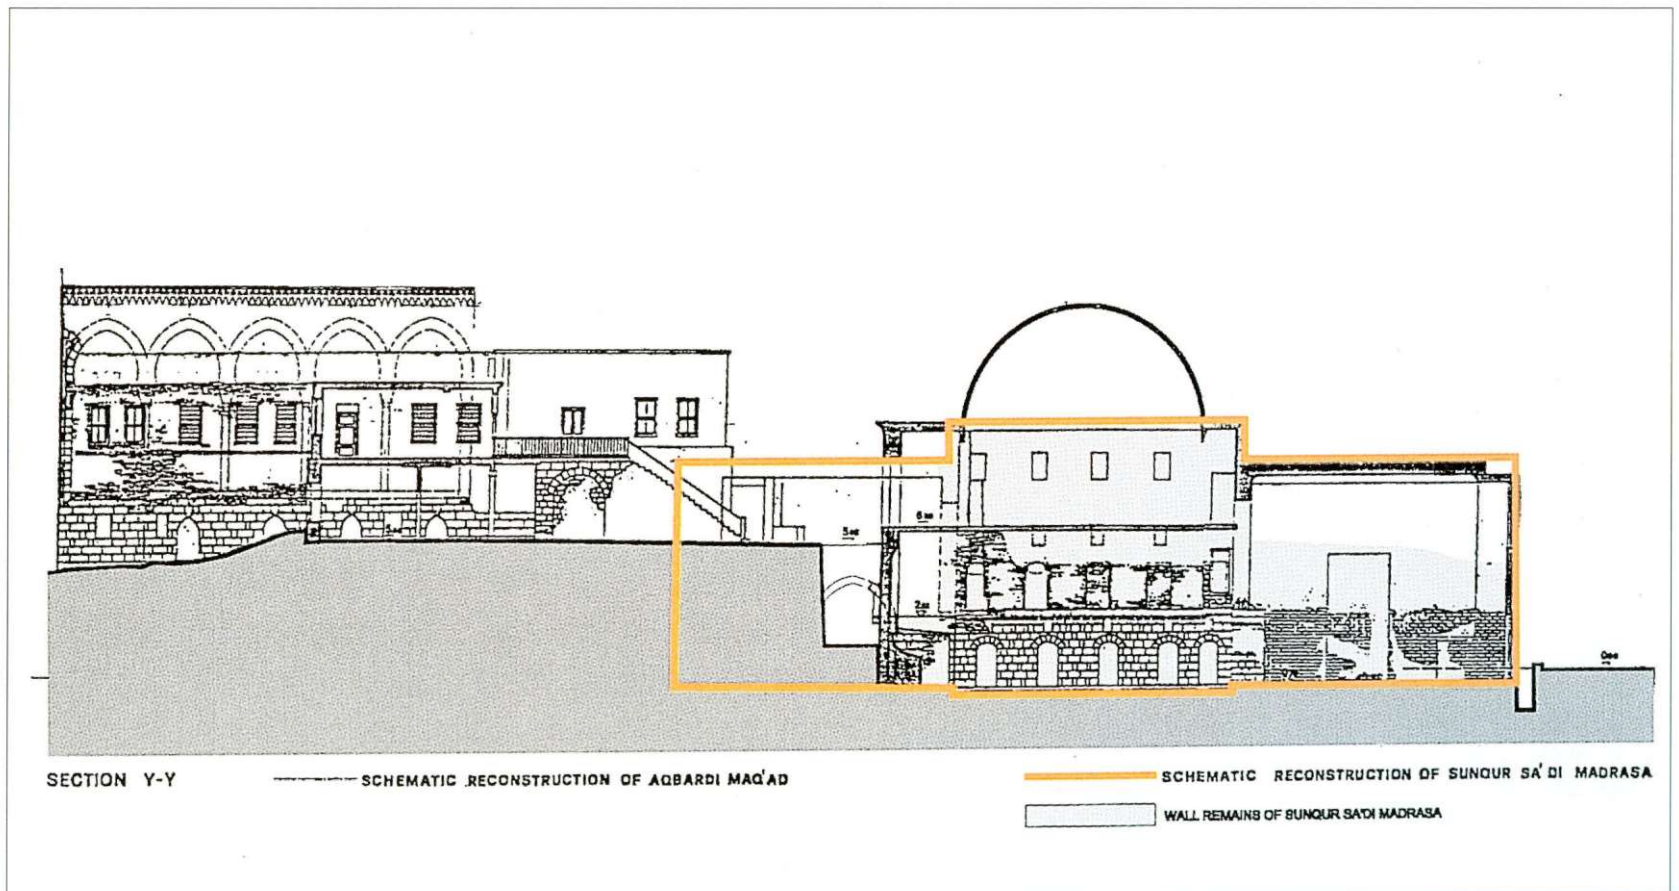 SECTION Y-Y
SCHEMATIC RECONSTRUCTION OF AQBARDI MAQ'AD
SCHEMATIC RECONSTRUCTION OF SUNQUR SA'DI MADRASA
WALL REMAINS OF SUNQUR SA'DI MADRASA